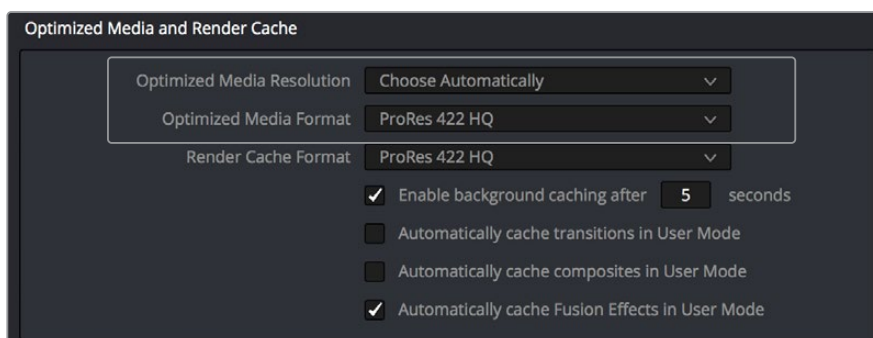 Optimized Media and Render Cache
Optimized Media Resolution Choose Automatically
Optimized Media Format ProRes 422 HQ
Render Cache Format ProRes 422 HQ
Enable background caching after 5 seconds
Automatically cache transitions in User Mode
Automatically cache composites in User Mode
Automatically cache Fusion Effects in User Mode